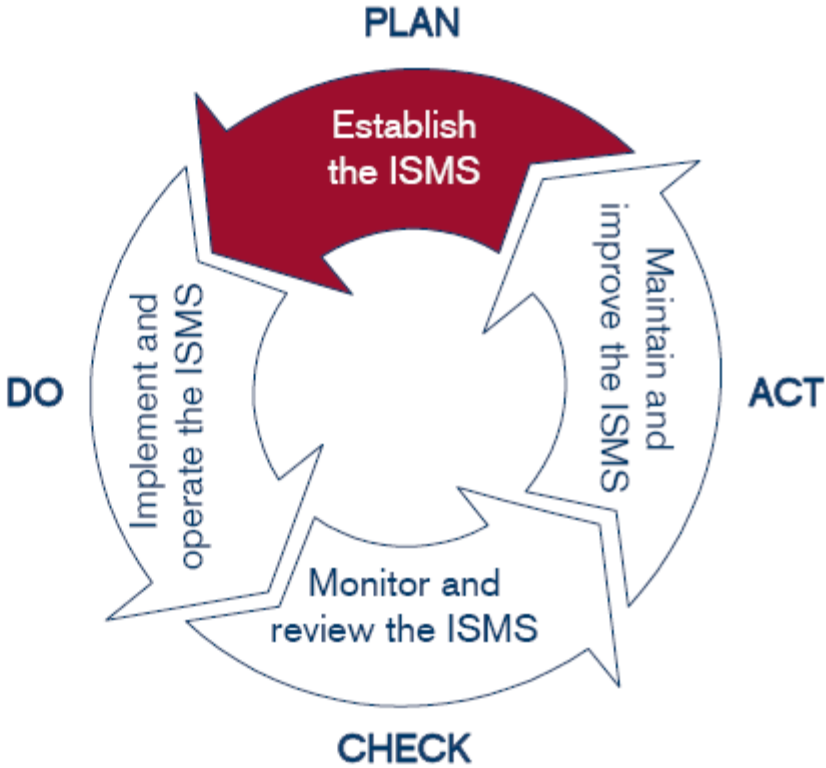 PLAN
Establish
the ISMS
DO
Implement and
operate the ISMS
Maintain and
improve the ISMS
ACT
Monitor and
review the ISMS
CHECK